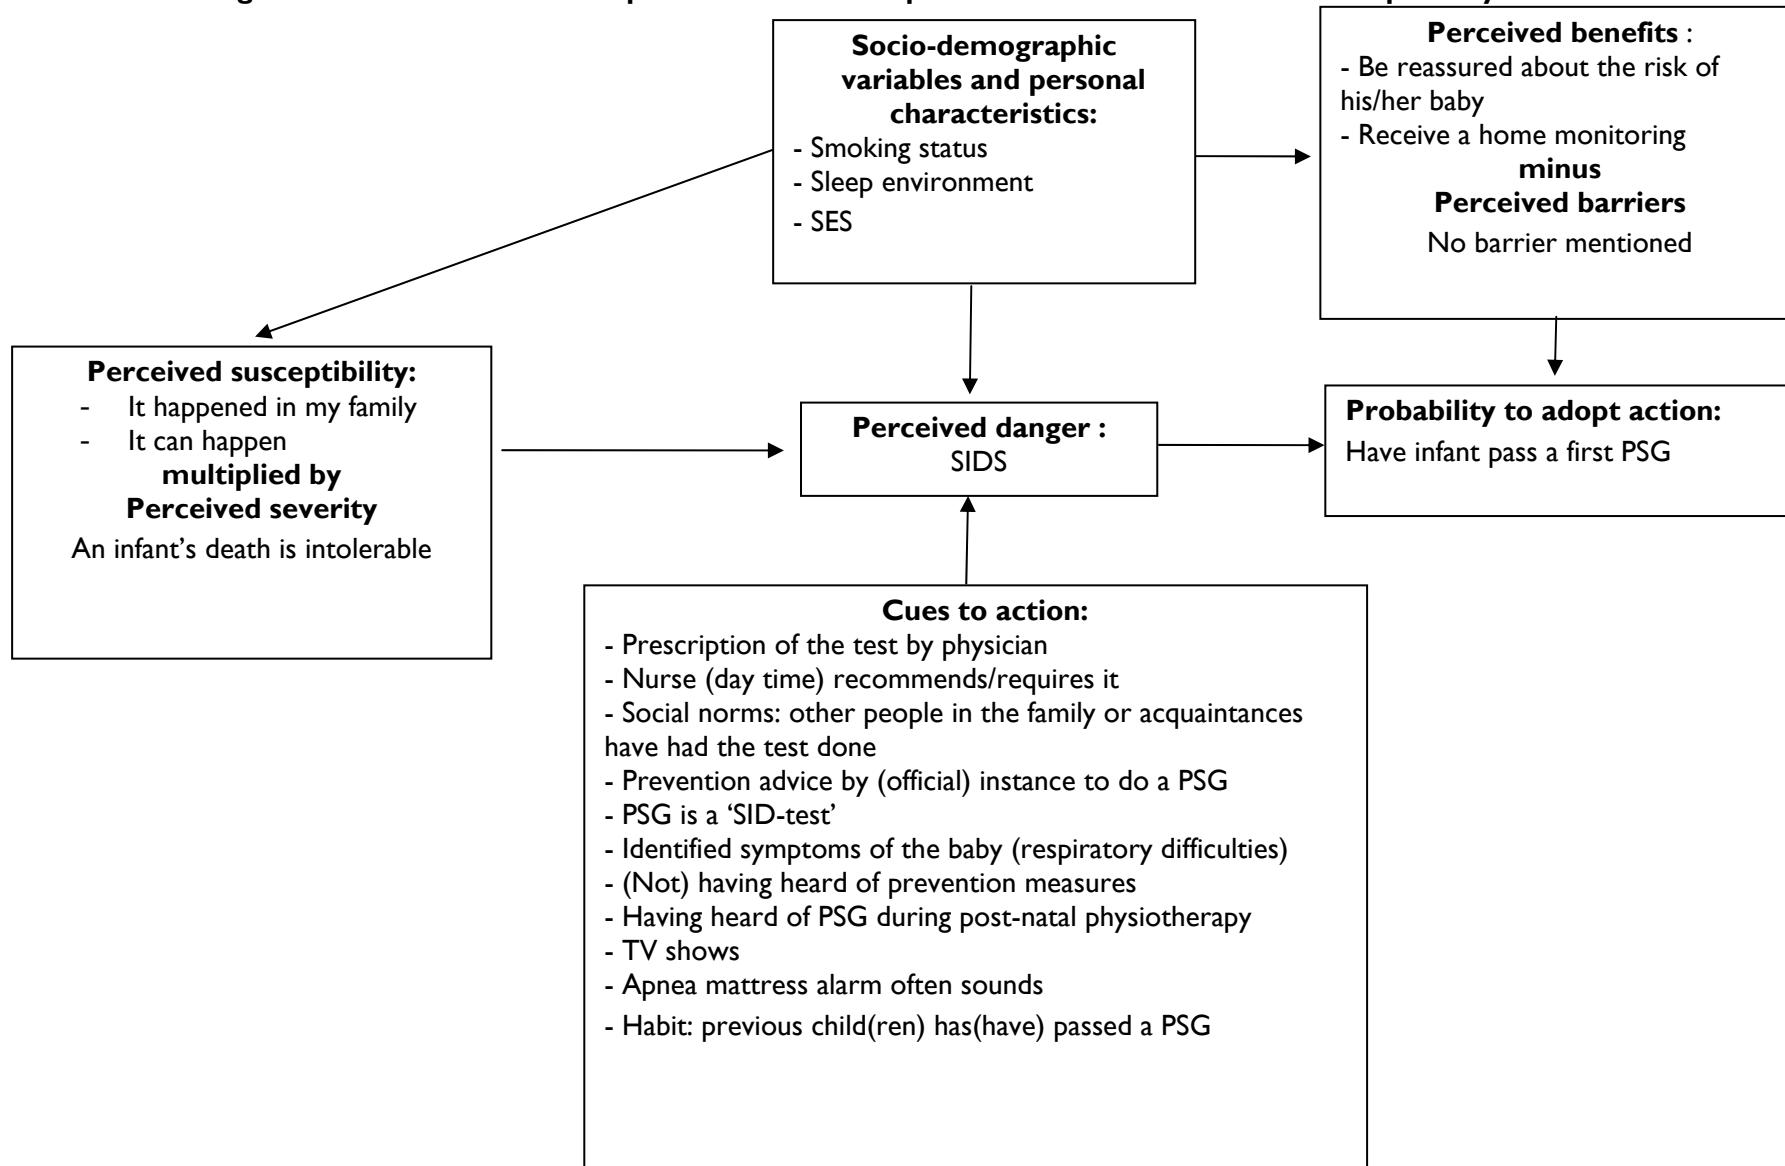 Socio-demographic
variables and personal
characteristics:
- Smoking status
- Sleep environment
- SES
Perceived benefits :
- Be reassured about the risk of
his/her baby
- Receive a home monitoring
minus
Perceived barriers
No barrier mentioned
Perceived susceptibility:
- It happened in my family
- It can happen
multiplied by
Perceived severity
An infant’s death is intolerable
Perceived danger :
SIDS
Probability to adopt action:
Have infant pass a first PSG
Cues to action:
- Prescription of the test by physician
- Nurse (day time) recommends/requires it
- Social norms: other people in the family or acquaintances
have had the test done
- Prevention advice by (official) instance to do a PSG
- PSG is a ‘SID-test’
- Identified symptoms of the baby (respiratory difficulties)
- (Not) having heard of prevention measures
- Having heard of PSG during post-natal physiotherapy
- TV shows
- Apnea mattress alarm often sounds
- Habit: previous child(ren) has(have) passed a PSG